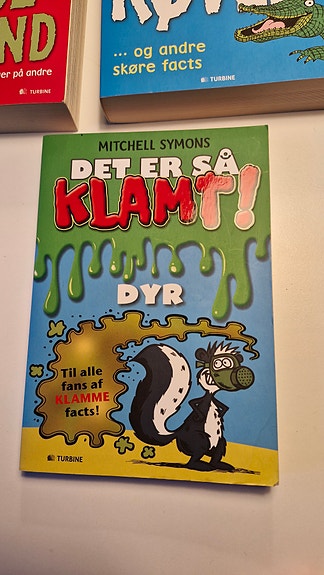 ND
er på andre
TURBINE
... og andre
skøre facts
TURBINE
MITCHELL SYMONS
DET ER SÅ
KLAMT!
DYR
Til alle
fans af
KLAMME
facts!
TURBINE